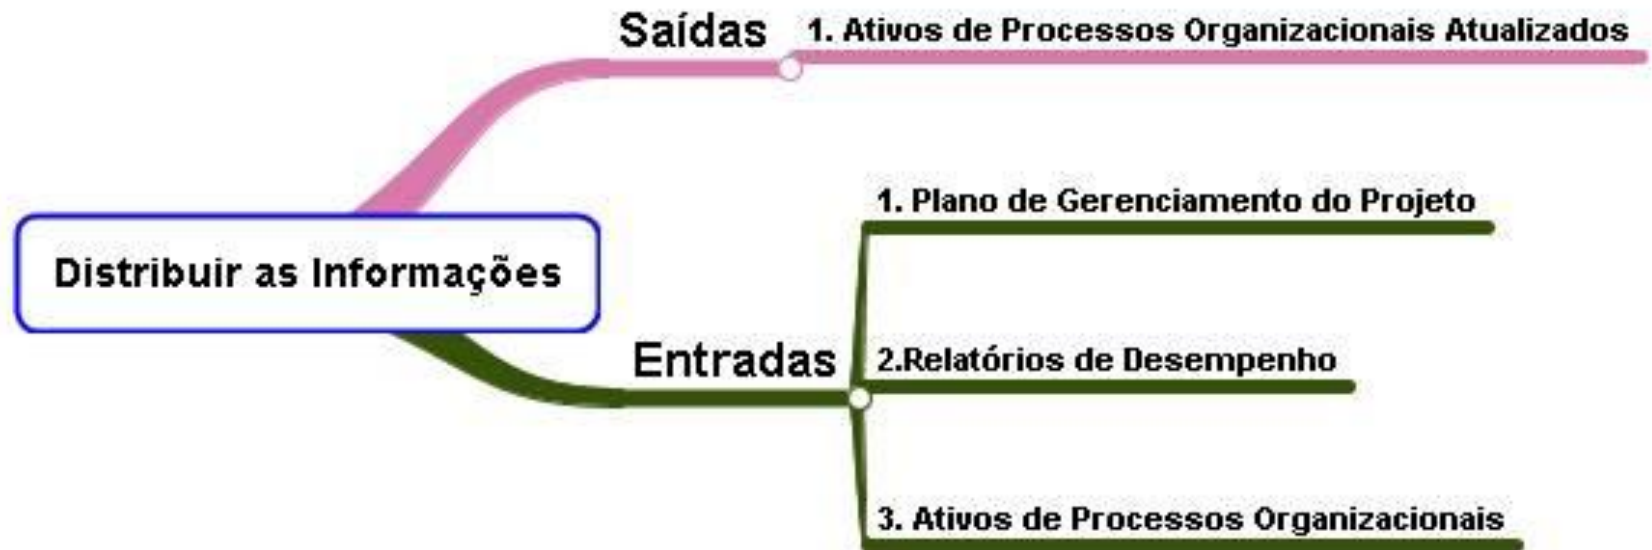 Saídas
1. Ativos de Processos Organizacionais Atualizados
Distribuir as Informações
1. Plano de Gerenciamento do Projeto
Entradas
2.Relatórios de Desempenho
3. Ativos de Processos Organizacionais